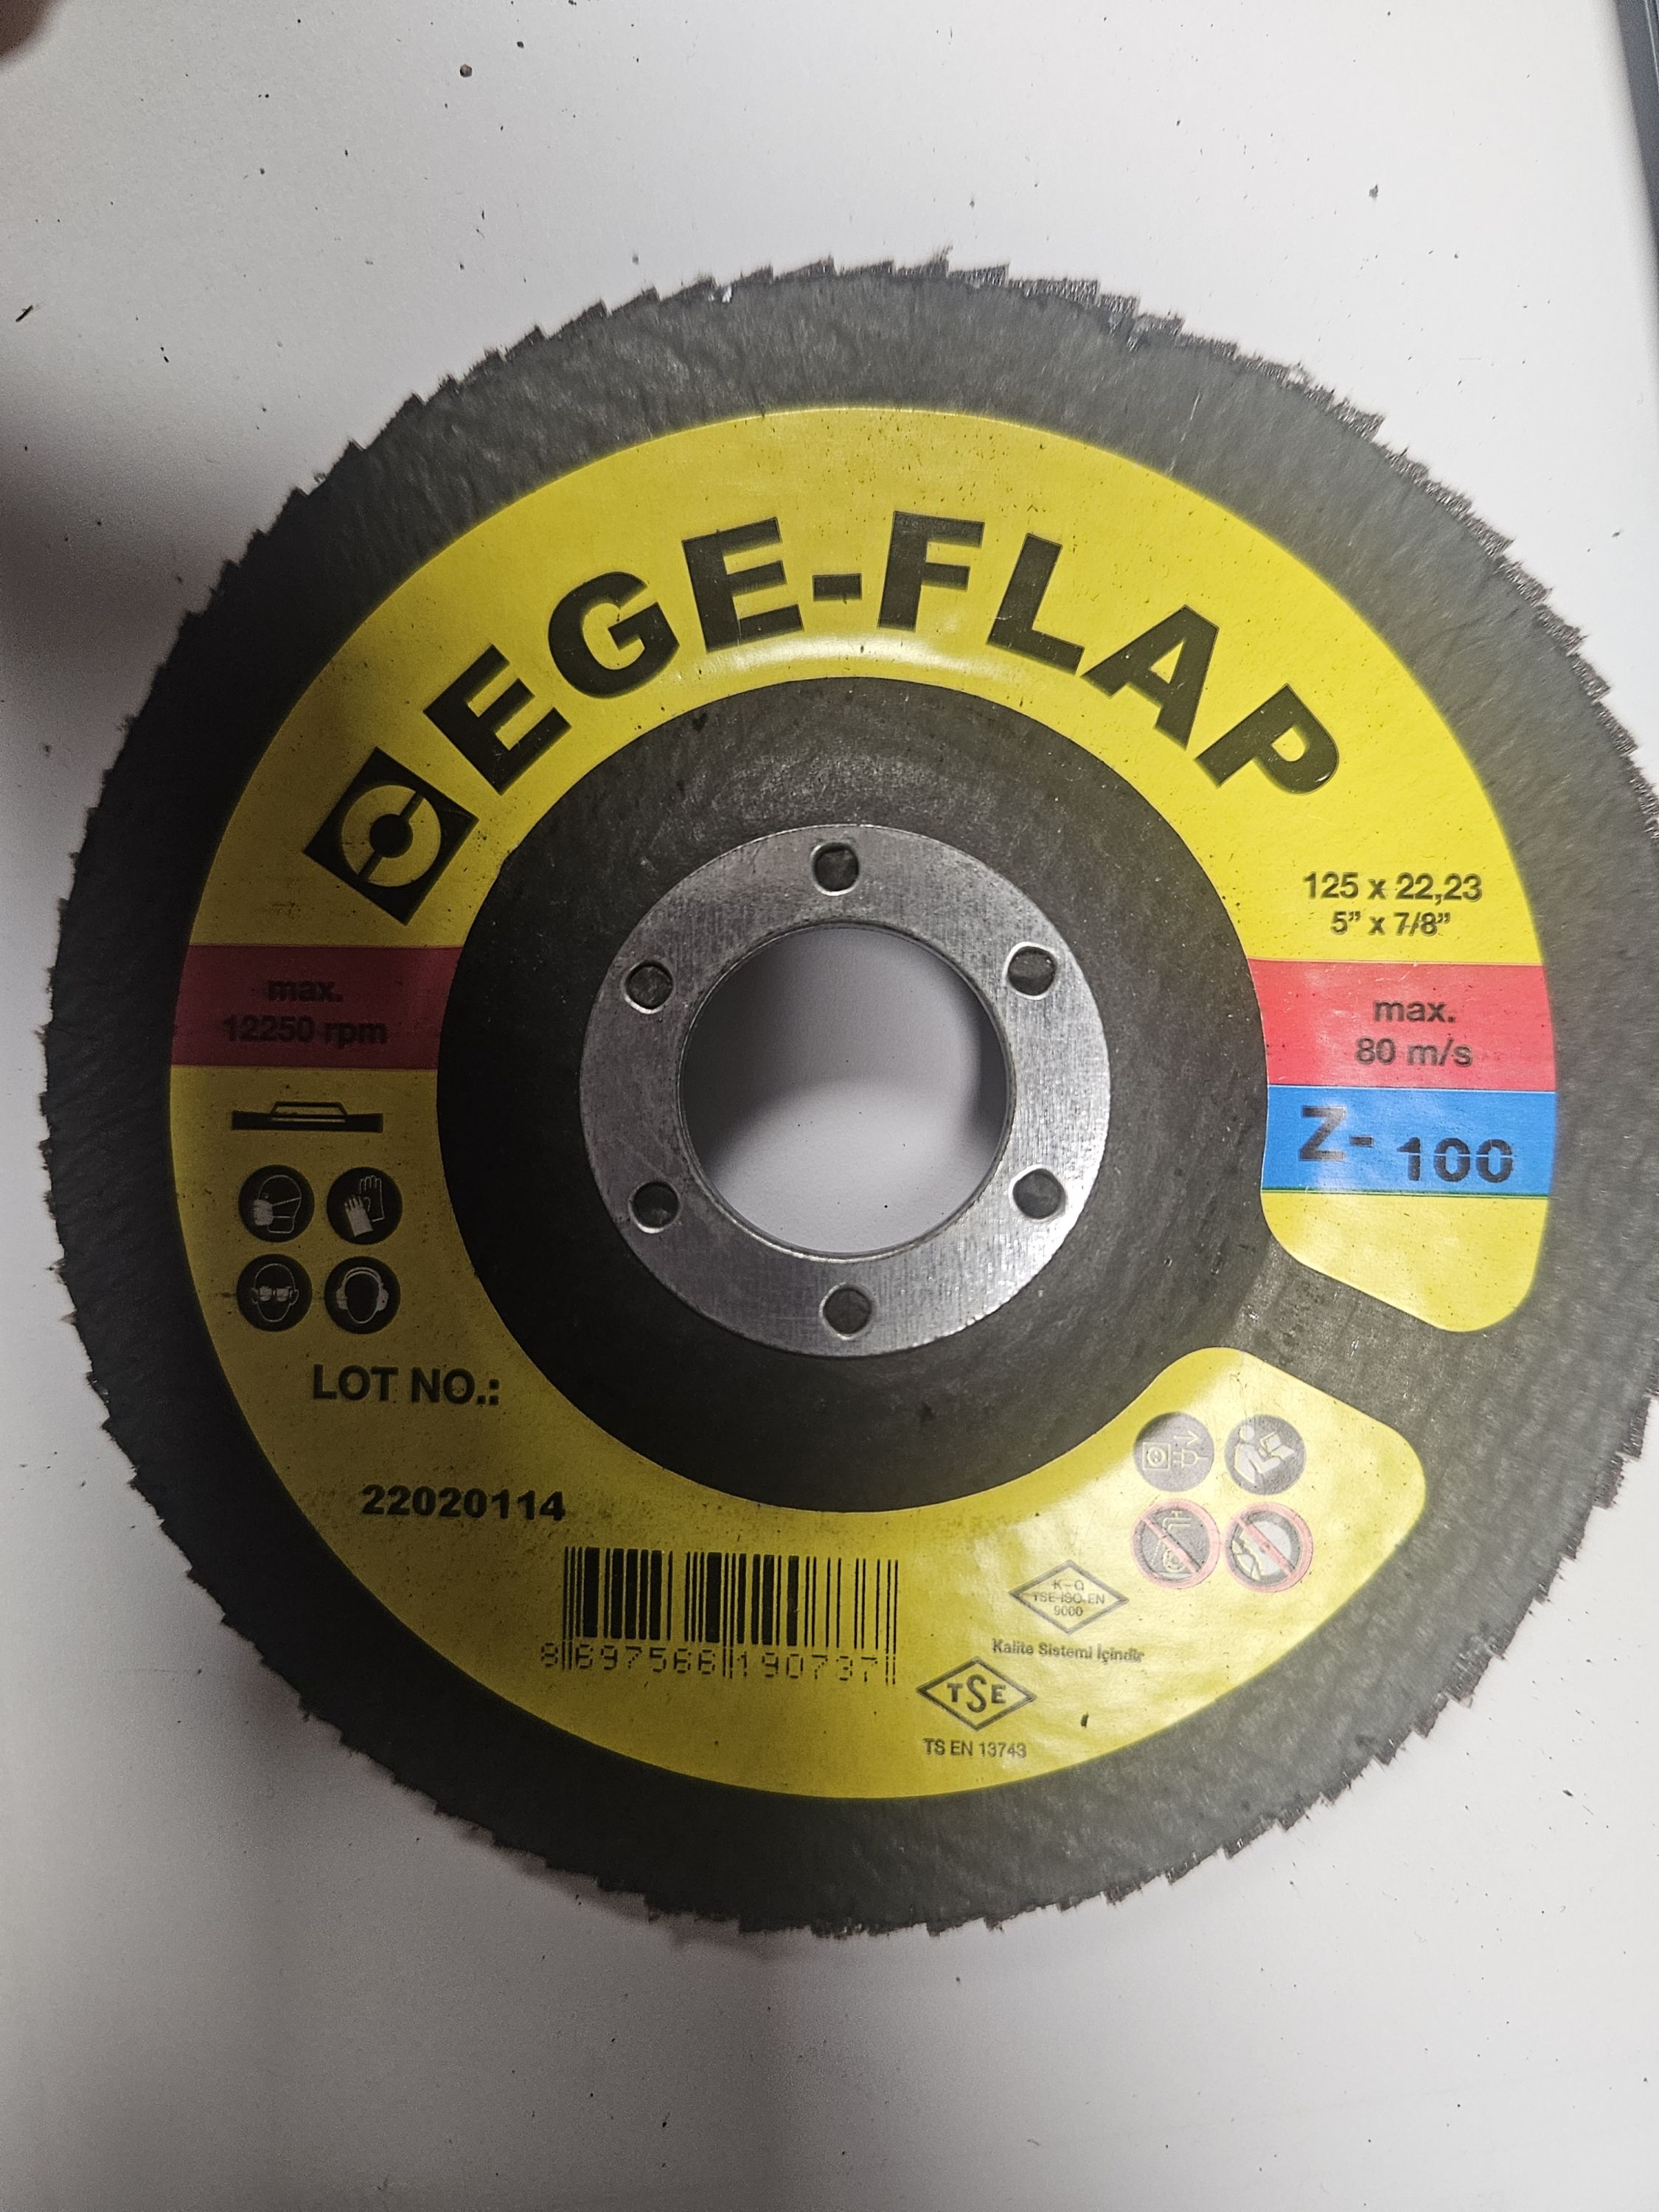 EGE-FLAP
125 x 22,23
5” x 7/8”
max.
12250 rpm
max.
80 m/s
Z- 100
LOT NO.:
22020114
8 697566 190737
K-Q
TSE-ISO-EN
9000
Kalite Sistemi İçindir
TSE
TS EN 13743